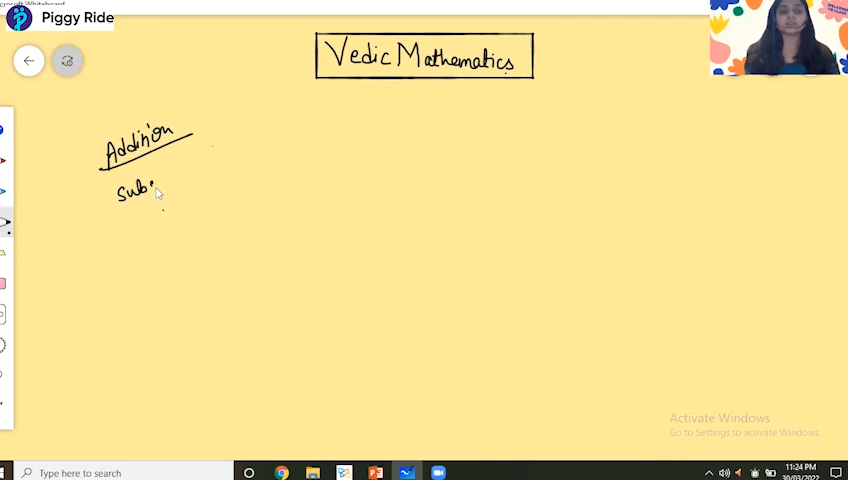 Piggy Ride
Vedic Mathematics
WELCOME
Addition
Sub
Activate Windows
Go to Settings to activate Windows.
Type here to search
11:24 PM
30/03/2022